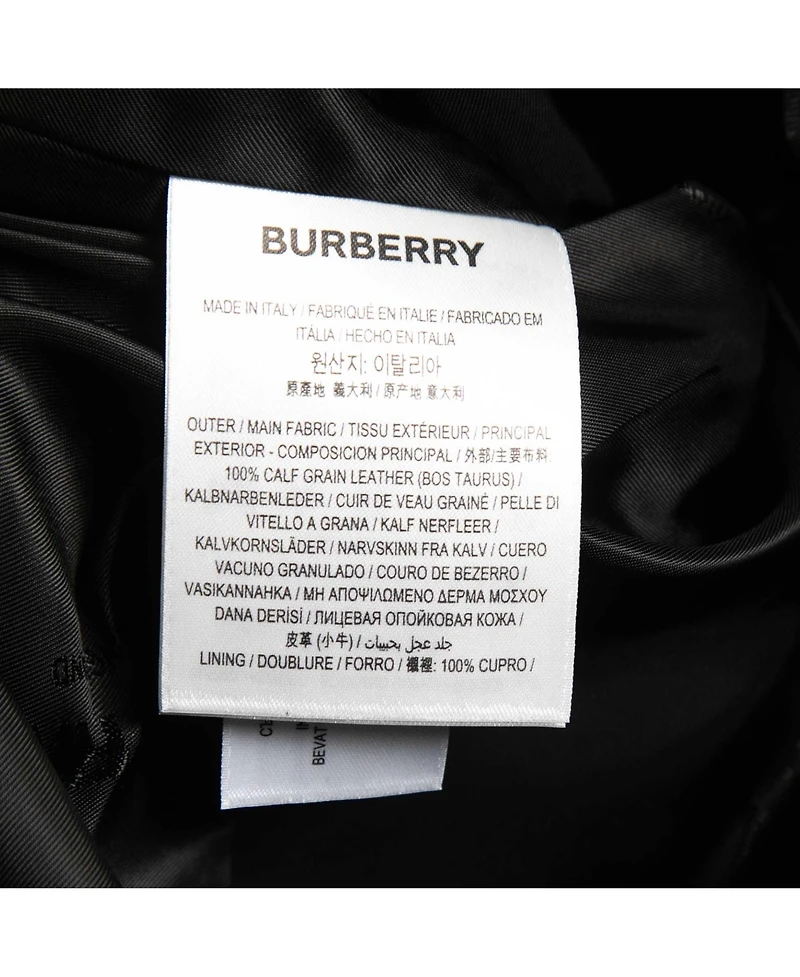 BURBERRY
MADE IN ITALY / FABRIQUÉ EN ITALIE / FABRICADO EM
ITÁLIA / HECHO EN ITALIA
원산지: 이탈리아
原產地 義大利 / 原产地 意大利
OUTER / MAIN FABRIC / TISSU EXTÉRIEUR / PRINCIPAL
EXTERIOR - COMPOSICION PRINCIPAL / 外部/主要布料:
100% CALF GRAIN LEATHER (BOS TAURUS) /
KALBNARBENLEDER / CUIR DE VEAU GRAINÉ / PELLE DI
VITELLO A GRANA / KALF NERFLEER /
KALVKORNSLÄDER / NARVSKINN FRA KALV / CUERO
VACUNO GRANULADO / COURO DE BEZERRO /
VASIKANNAHKA / ΜΗ ΑΠΟΨΙΛΩΜΕΝΟ ΔΕΡΜΑ ΜΟΣΧΟΥ
DANA DERİSİ / ЛИЦЕВАЯ ОПОЙКОВАЯ КОЖА /
皮革 (小牛) / جلد عجل بحبيبات
LINING / DOUBLURE / FORRO / 襯裡: 100% CUPRO /
BEVAT